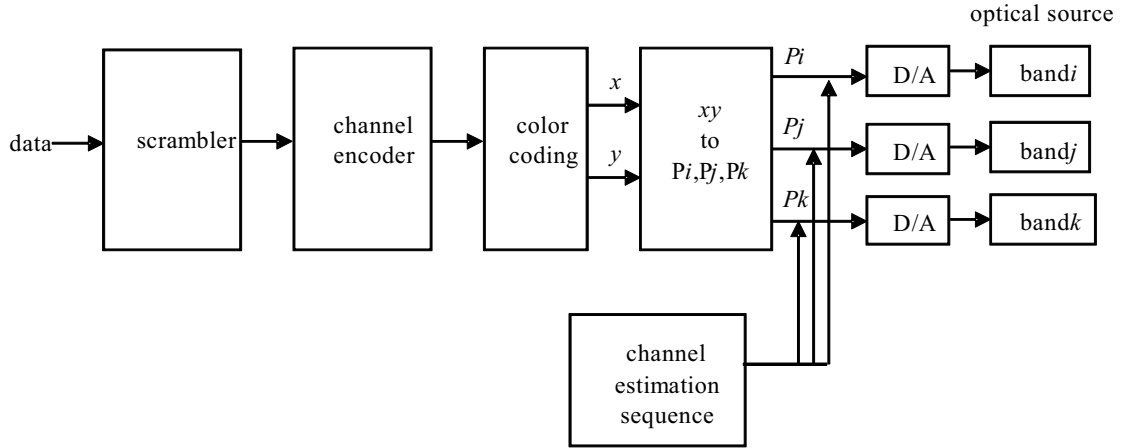 optical source
data
scrambler
channel
encoder
color
coding
x
y
xy
to
Pi,Pj,Pk
Pi
Pj
Pk
D/A
bandi
D/A
bandj
D/A
bandk
channel
estimation
sequence